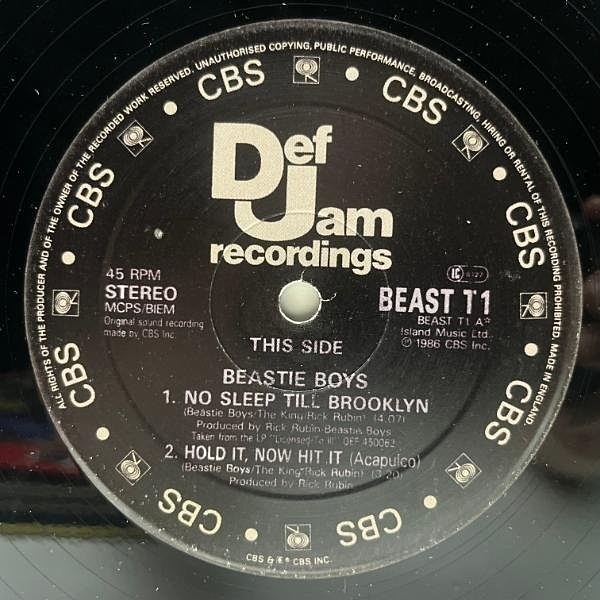 ALL RIGHTS OF THE PRODUCER AND OF THE OWNER OF THE RECORDED WORK RESERVED. UNAUTHORISED COPYING, PUBLIC PERFORMANCE, BROADCASTING, HIRING OR RENTAL OF THIS RECORDING PROHIBITED. MADE IN ENGLAND.
CBS
CBS
CBS
CBS
CBS
CBS
CBS
CBS
CBS
Def
Jam
recordings
45 RPM
STEREO
MCPS/BIEM
Original sound recording
made by CBS Inc.
BEAST T1
BEAST T1 A
Island Music Ltd.
℗ 1986 CBS Inc.
THIS SIDE
BEASTIE BOYS
1. NO SLEEP TILL BROOKLYN
(Beastie Boys/The King/Rick Rubin) (4.07)
Produced by Rick Rubin-Beastie Boys
Taken from the LP "Licensed To Ill" DEF 450062
2. HOLD IT, NOW HIT IT (Acapulco)
(Beastie Boys/The King/Rick Rubin) (3.20)
Produced by Rick Rubin
CBS & CBS INC.